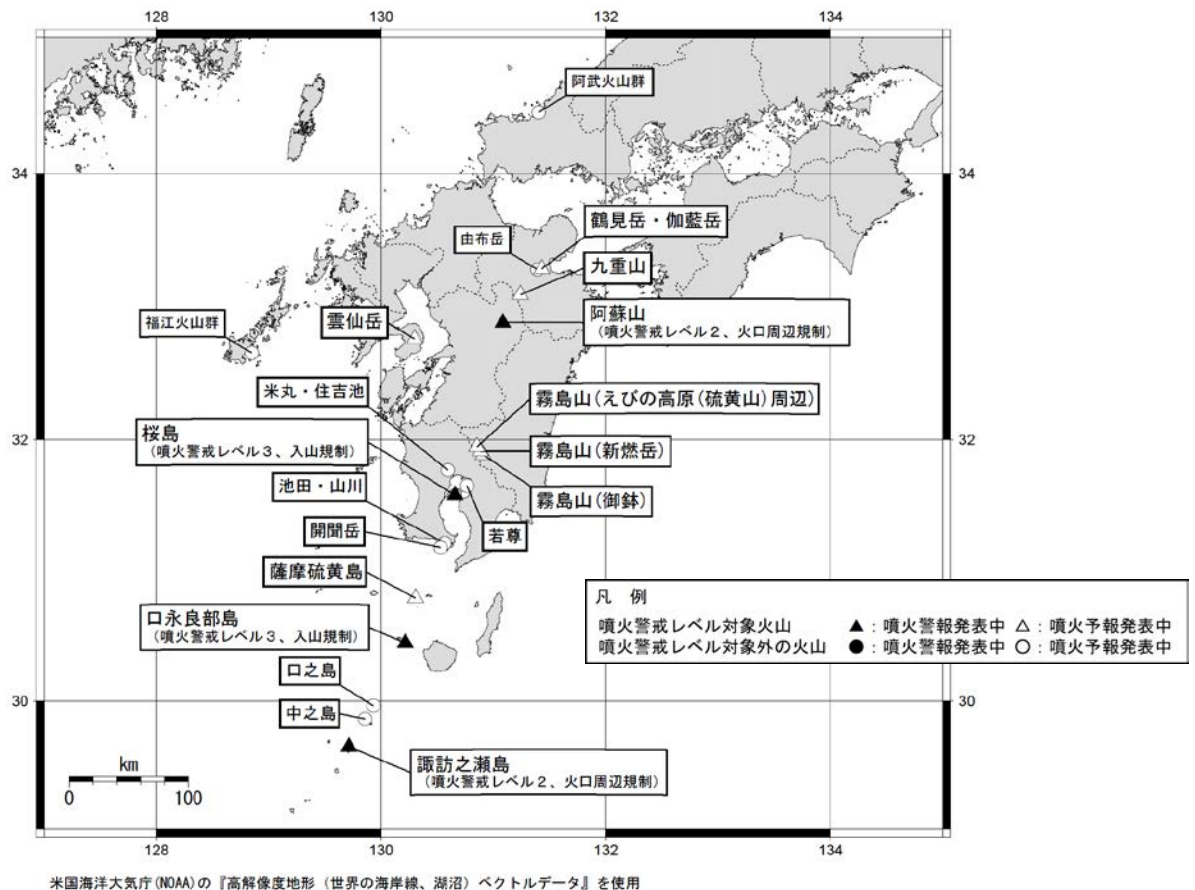 128
130
132
134
阿武火山群
34
34
鶴見岳・伽藍岳
由布岳
九重山
阿蘇山
(噴火警戒レベル2、火口周辺規制)
福江火山群
雲仙岳
米丸・住吉池
霧島山(えびの高原(硫黄山)周辺)
32
32
桜島
(噴火警戒レベル3、入山規制)
霧島山(新燃岳)
池田・山川
霧島山(御鉢)
開聞岳
若尊
薩摩硫黄島
口永良部島
(噴火警戒レベル3、入山規制)
凡 例
噴火警戒レベル対象火山 ▲:噴火警報発表中 △:噴火予報発表中
噴火警戒レベル対象外の火山 ●:噴火警報発表中 ○:噴火予報発表中
口之島
30
30
中之島
諏訪之瀬島
(噴火警戒レベル2、火口周辺規制)
km
0 100
128
130
132
134
米国海洋大気庁(NOAA)の『高解像度地形(世界の海岸線、湖沼)ベクトルデータ』を使用